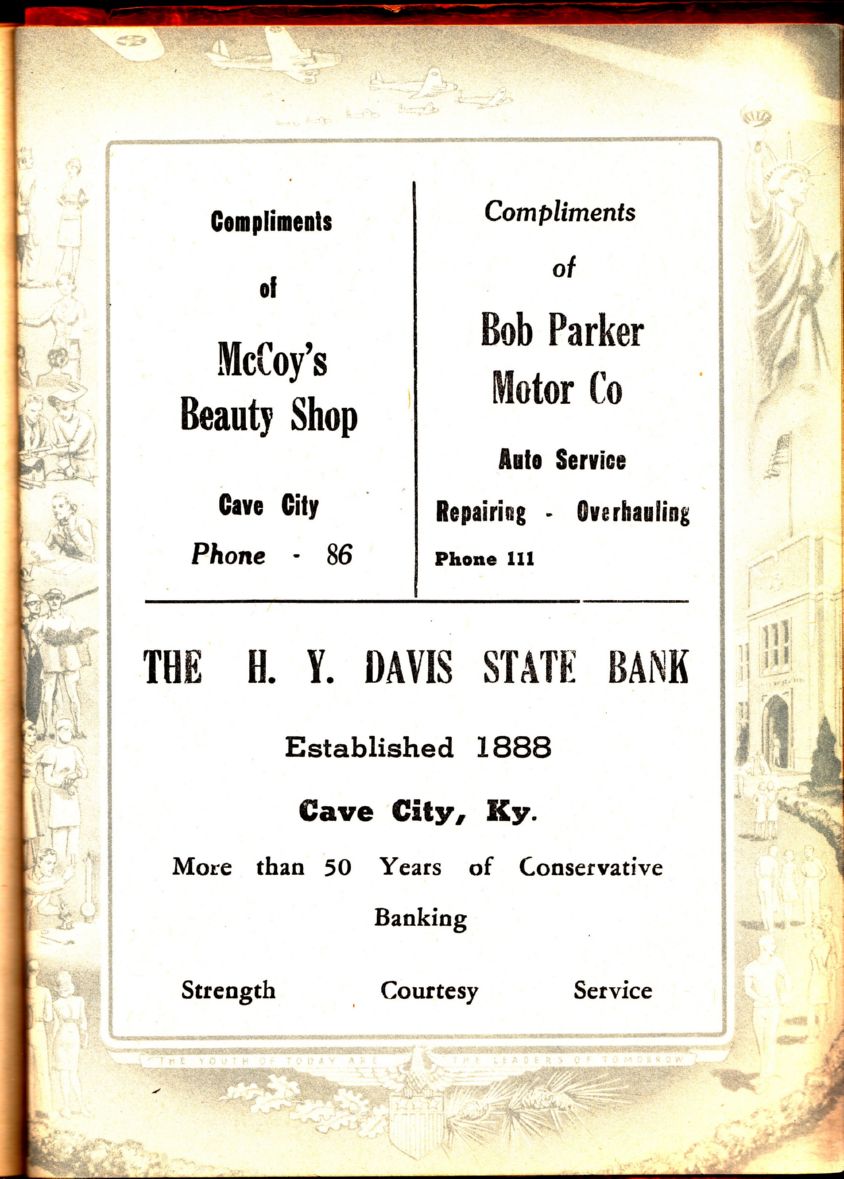 Compliments
of
McCoy's
Beauty Shop
Cave City
Phone - 86
Compliments
of
Bob Parker
Motor Co
Auto Service
Repairing - Overhauling
Phone 111
THE H. Y. DAVIS STATE BANK
Established 1888
Cave City, Ky.
More than 50 Years of Conservative
Banking
Strength Courtesy Service
THE YOUTH OF TODAY ARE THE LEADERS OF TOMORROW